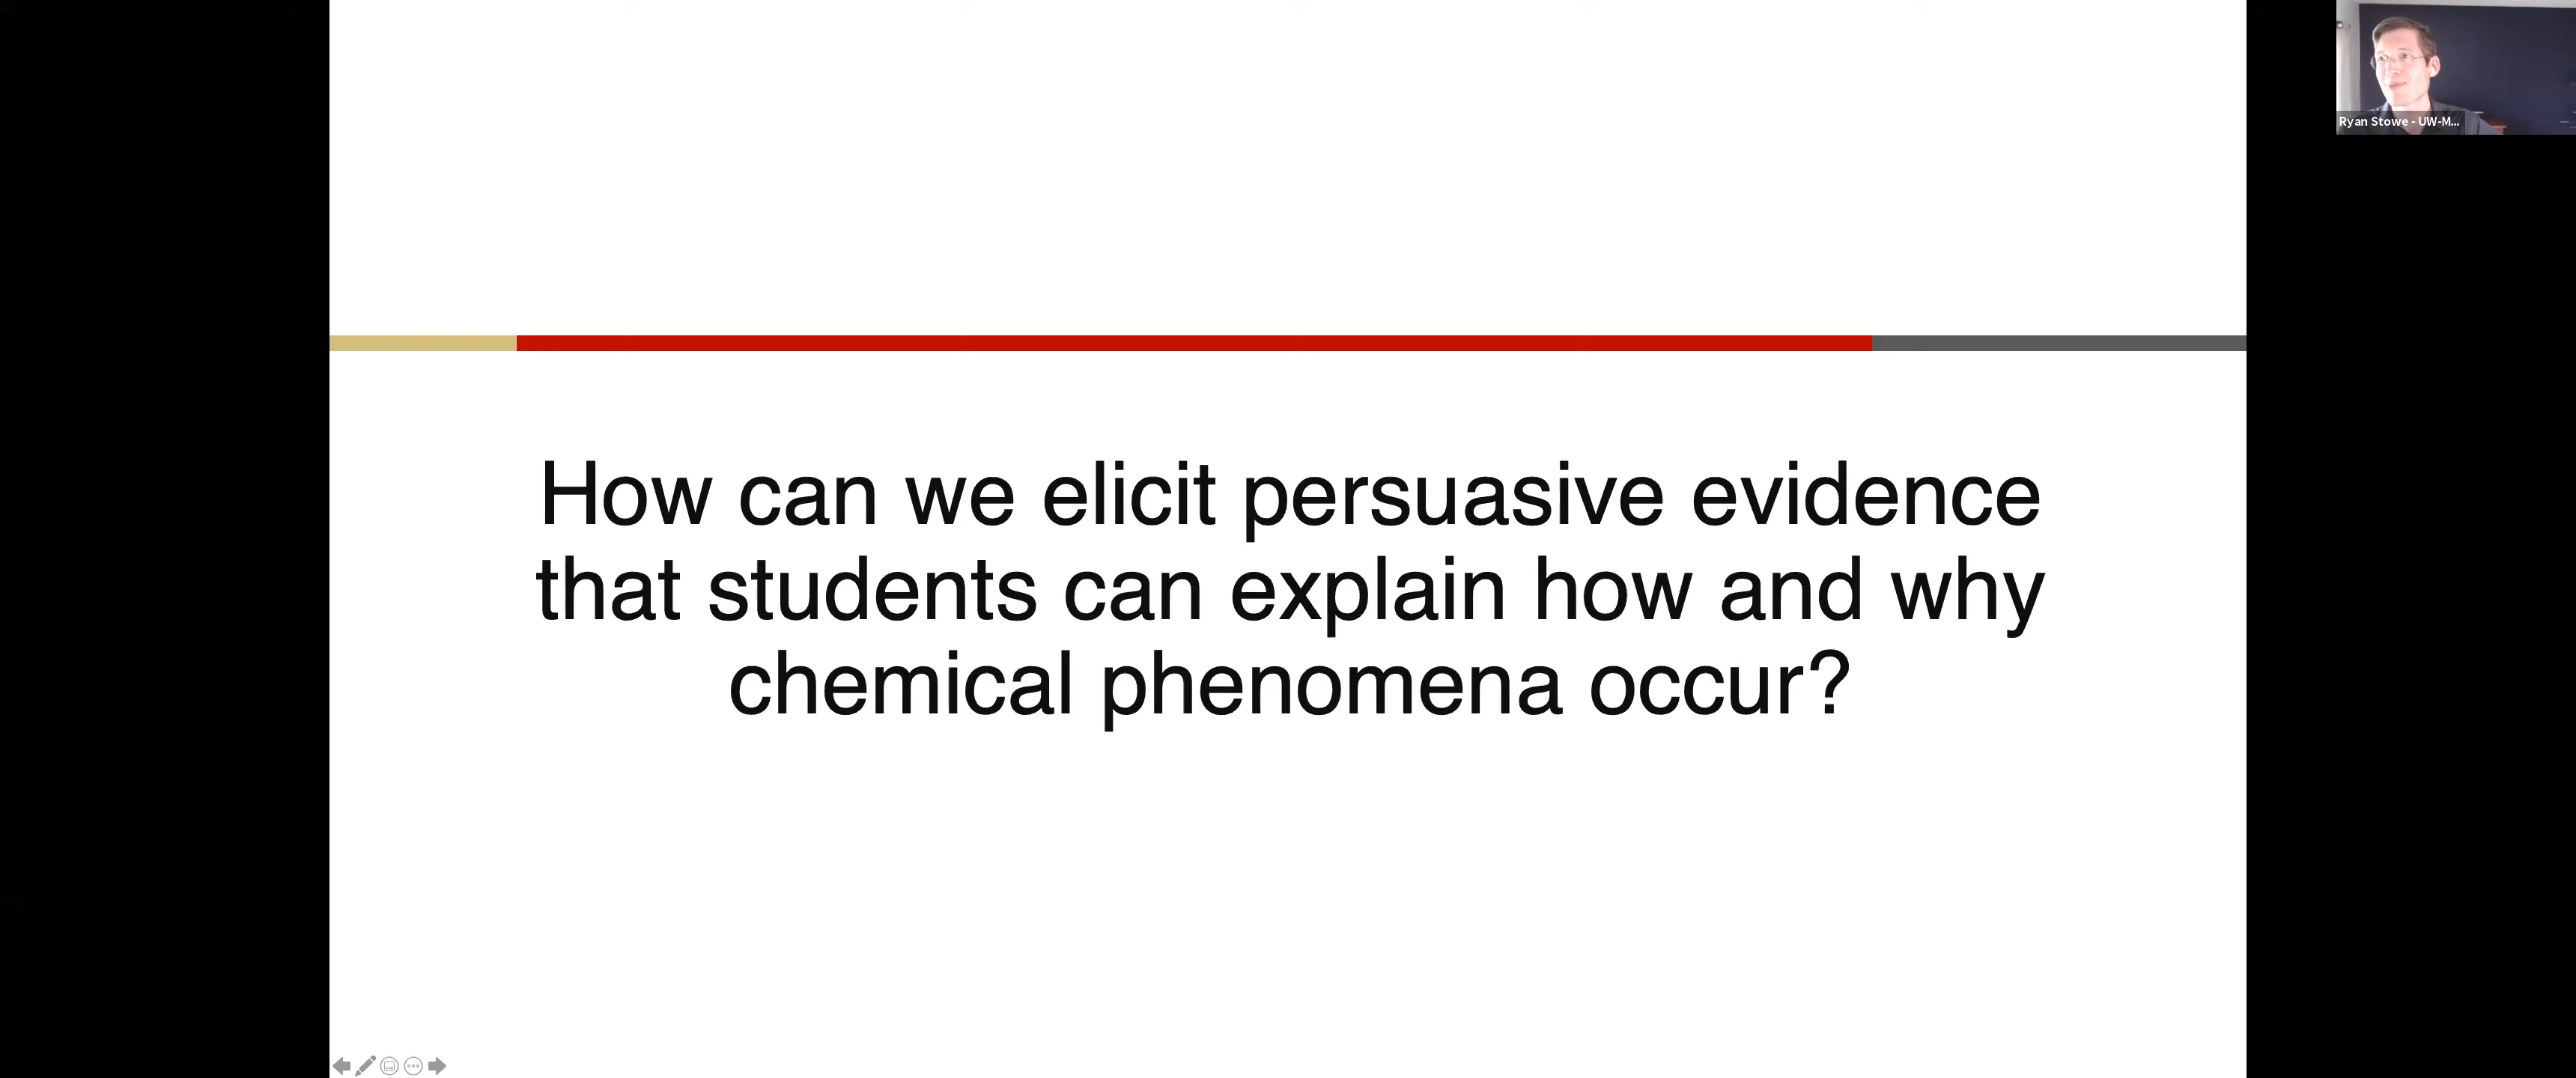 Ryan Stowe - UW-M...
How can we elicit persuasive evidence
that students can explain how and why
chemical phenomena occur?